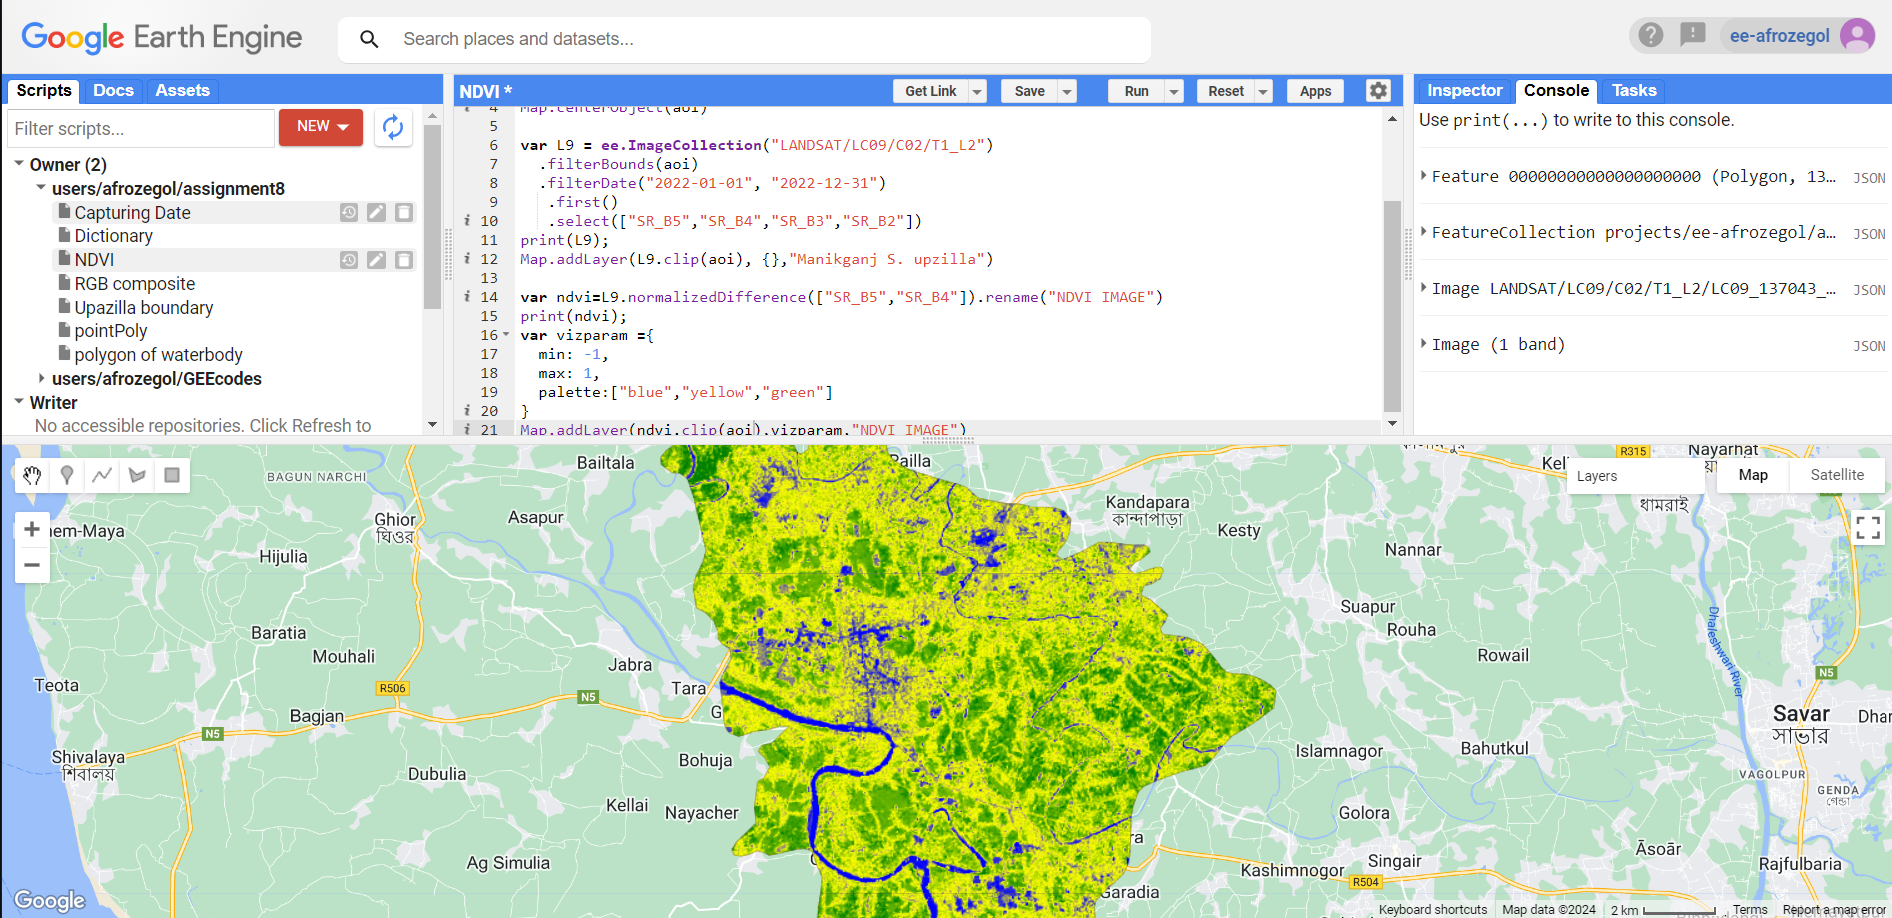 Google Earth Engine
Search places and datasets...
ee-afrozegol
Scripts Docs Assets
Filter scripts...
NEW
Owner (2)
users/afrozegol/assignment8
Capturing Date
Dictionary
NDVI
RGB composite
Upazilla boundary
pointPoly
polygon of waterbody
users/afrozegol/GEEcodes
Writer
No accessible repositories. Click Refresh to
NDVI *
Get Link Save Run Reset Apps
4 Map.centerObject(aoi)
5
6 var L9 = ee.ImageCollection("LANDSAT/LC09/C02/T1_L2")
7 .filterBounds(aoi)
8 .filterDate("2022-01-01", "2022-12-31")
9 .first()
i 10 .select(["SR_B5","SR_B4","SR_B3","SR_B2"])
11 print(L9);
i 12 Map.addLayer(L9.clip(aoi), {},"Manikganj S. upzilla")
13
i 14 var ndvi=L9.normalizedDifference(["SR_B5","SR_B4"]).rename("NDVI IMAGE")
15 print(ndvi);
16 var vizparam ={
17 min: -1,
18 max: 1,
19 palette:["blue","yellow","green"]
i 20 }
i 21 Map.addLayer(ndvi.clip(aoi),vizparam,"NDVI IMAGE")
Inspector Console Tasks
Use print(...) to write to this console.
Feature 00000000000000000000 (Polygon, 13… JSON
FeatureCollection projects/ee-afrozegol/a… JSON
Image LANDSAT/LC09/C02/T1_L2/LC09_137043_… JSON
Image (1 band) JSON
Layers
Map Satellite
BAGUN NARCHI
Bailtala
Kandapara
কান্দাপাড়া
R315
Nayarhat
ধামরাই
Ghior
ঘিওর
Asapur
Kesty
Nannar
Hijulia
Suapur
Rouha
Baratia
Mouhali
Jabra
Rowail
Dhaleshwari River
Teota
R506
N5
Tara
N5
Bagjan
N5
Savar
সাভার
Shivalaya
শিবালয়
Bohuja
Islamnagor
Bahutkul
Dubulia
VAGOLPUR
GENDA
গেন্ডা
Kellai
Nayacher
Golora
Ag Simulia
Singair
Āsoār
Kashimnogor
R504
Rajfulbaria
Garadia
Google
Keyboard shortcuts Map data ©2024 2 km Terms Report a map error